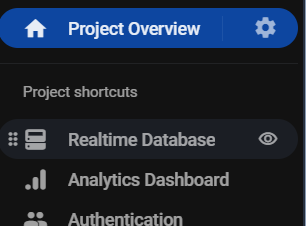 Project Overview
Project shortcuts
Realtime Database
Analytics Dashboard
Authentication